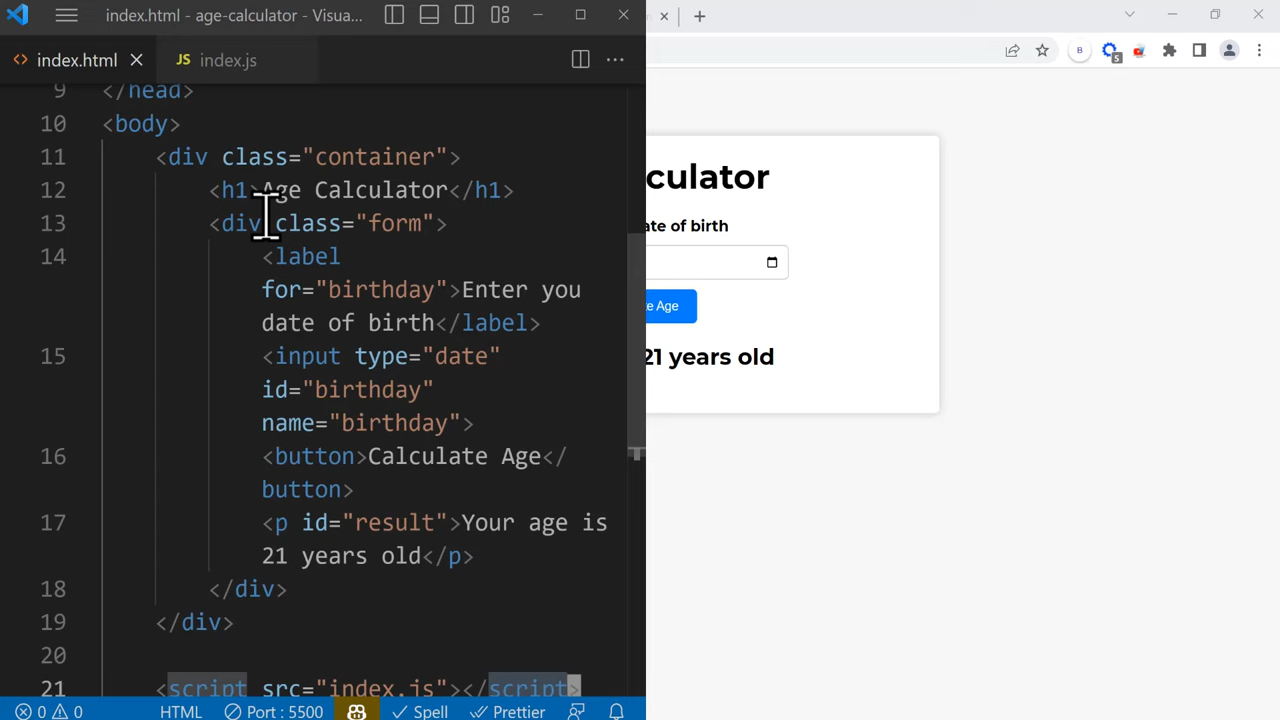 index.html - age-calculator - Visua...
index.html
JS index.js
9 </head>
10 <body>
11 <div class="container">
12 <h1>Age Calculator</h1>
13 <div class="form">
14 <label
for="birthday">Enter you
date of birth</label>
15 <input type="date"
id="birthday"
name="birthday">
16 <button>Calculate Age</
button>
17 <p id="result">Your age is
21 years old</p>
18 </div>
19 </div>
20
21 <script src="index.js"></script>
0 0 HTML Port : 5500 Spell Prettier
B 5
culator
ate of birth
e Age
21 years old